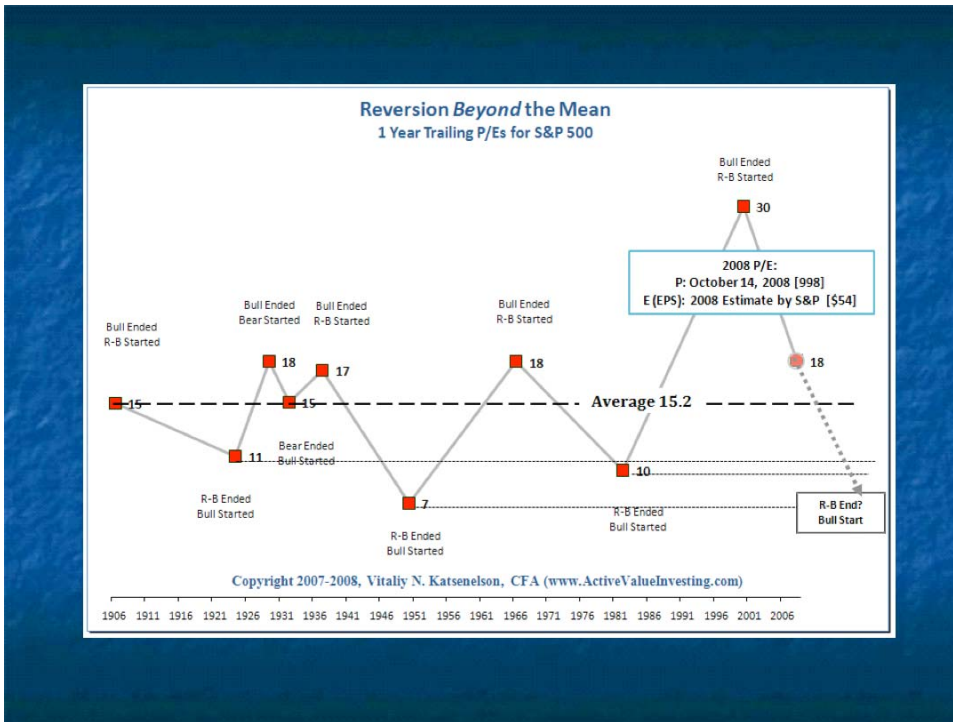 Reversion Beyond the Mean
1 Year Trailing P/Es for S&P 500
Bull Ended
R-B Started
30
2008 P/E:
P: October 14, 2008 [998]
E (EPS): 2008 Estimate by S&P [$54]
Bull Ended
R-B Started
15
Bull Ended
Bear Started
18
Bull Ended
R-B Started
17
Bull Ended
R-B Started
18
18
15
Average 15.2
11
Bear Ended
Bull Started
10
R-B Ended
Bull Started
7
R-B Ended
Bull Started
R-B Ended
Bull Started
R-B End?
Bull Start
Copyright 2007-2008, Vitaliy N. Katsenelson, CFA (www.ActiveValueInvesting.com)
1906 1911 1916 1921 1926 1931 1936 1941 1946 1951 1956 1961 1966 1971 1976 1981 1986 1991 1996 2001 2006